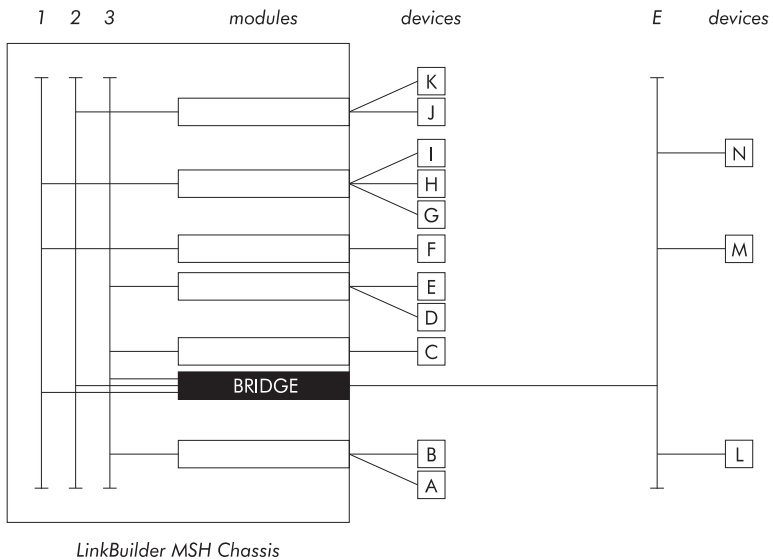 1 2 3 modules devices E devices
K
J
I
N
H
G
F
M
E
D
C
BRIDGE
B
L
A
LinkBuilder MSH Chassis